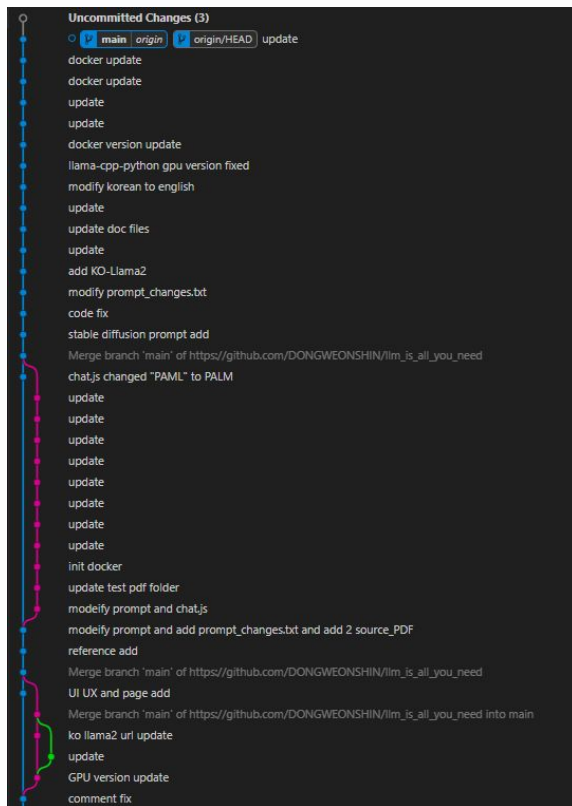 Uncommitted Changes (3)
main origin origin/HEAD update
docker update
docker update
update
update
docker version update
llama-cpp-python gpu version fixed
modify korean to english
update
update doc files
update
add KO-Llama2
modify prompt_changes.txt
code fix
stable diffusion prompt add
Merge branch 'main' of https://github.com/DONGWEONSHIN/llm_is_all_you_need
chat.js changed "PAML" to PALM
update
update
update
update
update
update
update
update
init docker
update test pdf folder
modeify prompt and chat.js
modeify prompt and add prompt_changes.txt and add 2 source_PDF
reference add
Merge branch 'main' of https://github.com/DONGWEONSHIN/llm_is_all_you_need
UI UX and page add
Merge branch 'main' of https://github.com/DONGWEONSHIN/llm_is_all_you_need into main
ko llama2 url update
update
GPU version update
comment fix